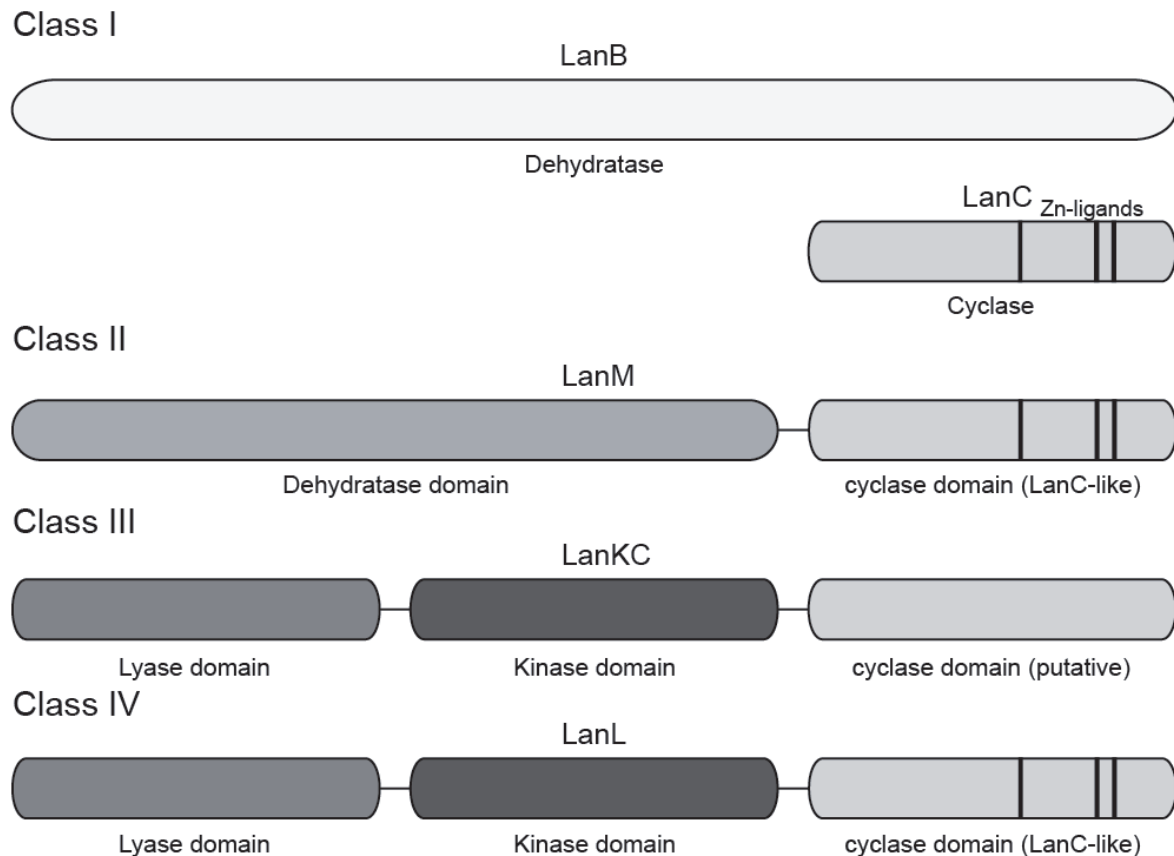 Class I
LanB
Dehydratase
LanC Zn-ligands
Cyclase
Class II
LanM
Dehydratase domain cyclase domain (LanC-like)
Class III
LanKC
Lyase domain Kinase domain cyclase domain (putative)
Class IV
LanL
Lyase domain Kinase domain cyclase domain (LanC-like)